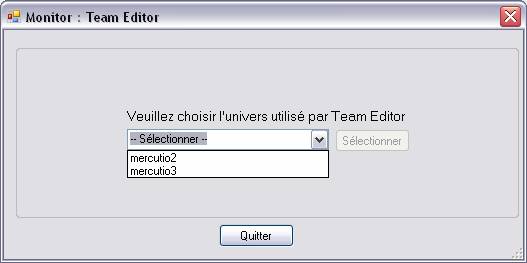 Monitor : Team Editor
Veuillez choisir l'univers utilisé par Team Editor
-- Sélectionner --
Sélectionner
mercutio2
mercutio3
Quitter